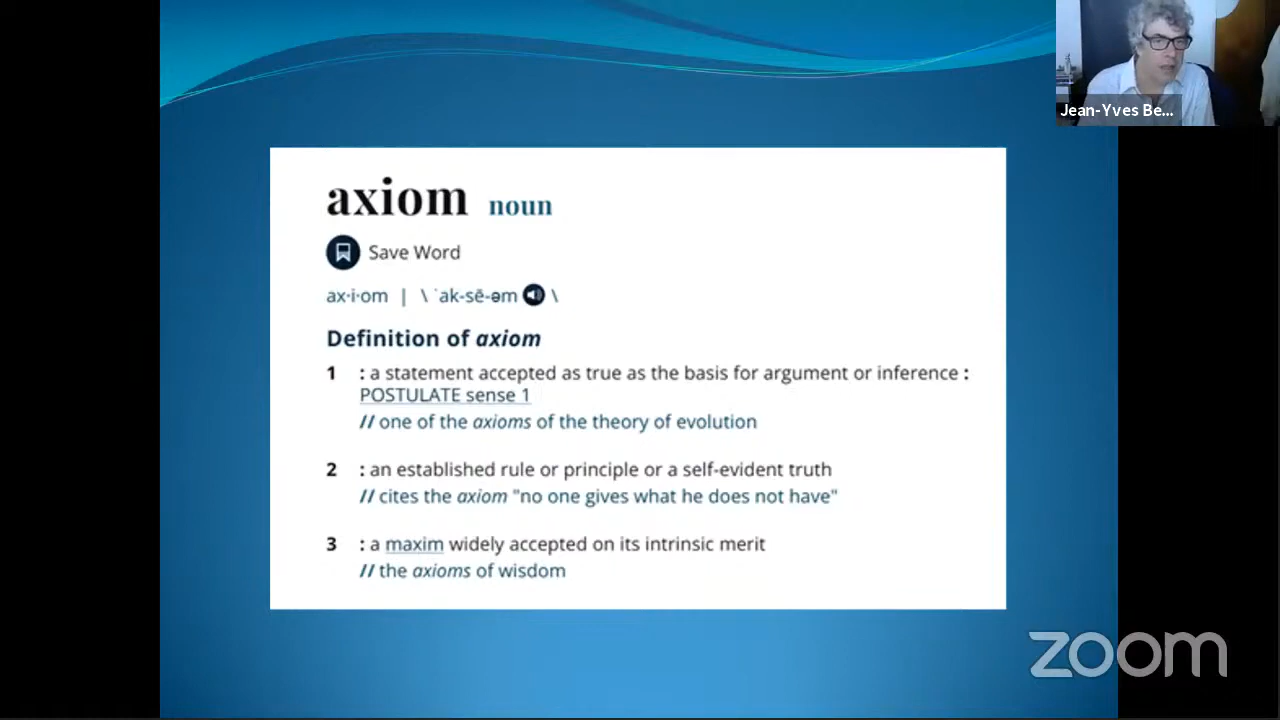 Jean-Yves Be...
axiom noun
Save Word
ax·i·om | \ ˈak-sē-əm \
Definition of axiom
1 : a statement accepted as true as the basis for argument or inference :
POSTULATE sense 1
// one of the axioms of the theory of evolution
2 : an established rule or principle or a self-evident truth
// cites the axiom "no one gives what he does not have"
3 : a maxim widely accepted on its intrinsic merit
// the axioms of wisdom
zoom